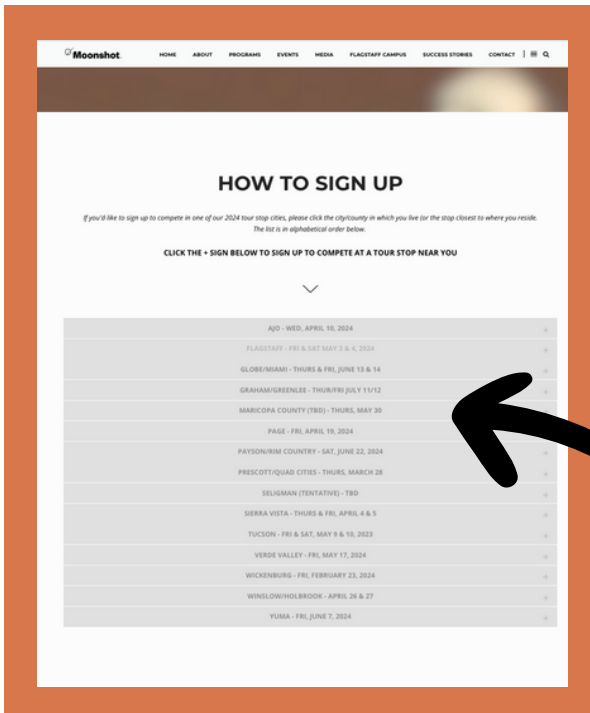 Moonshot
HOME ABOUT PROGRAMS EVENTS MEDIA FLAGSTAFF CAMPUS SUCCESS STORIES CONTACT
HOW TO SIGN UP
If you'd like to sign up to compete in one of our 2024 tour stop cities, please click the city/county in which you live (or the stop closest to where you reside.
The list is in alphabetical order below.
CLICK THE + SIGN BELOW TO SIGN UP TO COMPETE AT A TOUR STOP NEAR YOU
AJO - WED, APRIL 10, 2024 +
FLAGSTAFF - FRI & SAT MAY 3 & 4, 2024 +
GLOBE/MIAMI - THURS & FRI, JUNE 13 & 14 +
GRAHAM/GREENLEE - THUR/FRI JULY 11/12 +
MARICOPA COUNTY (TBD) - THURS, MAY 30 +
PAGE - FRI, APRIL 19, 2024
PAYSON/RIM COUNTRY - SAT, JUNE 22, 2024 +
PRESCOTT/QUAD CITIES - THURS, MARCH 28 +
SELIGMAN (TENTATIVE) - TBD +
SIERRA VISTA - THURS & FRI, APRIL 4 & 5 +
TUCSON - FRI & SAT, MAY 9 & 10, 2023 +
VERDE VALLEY - FRI, MAY 17, 2024 +
WICKENBURG - FRI, FEBRUARY 23, 2024 +
WINSLOW/HOLBROOK - APRIL 26 & 27 +
YUMA - FRI, JUNE 7, 2024 +